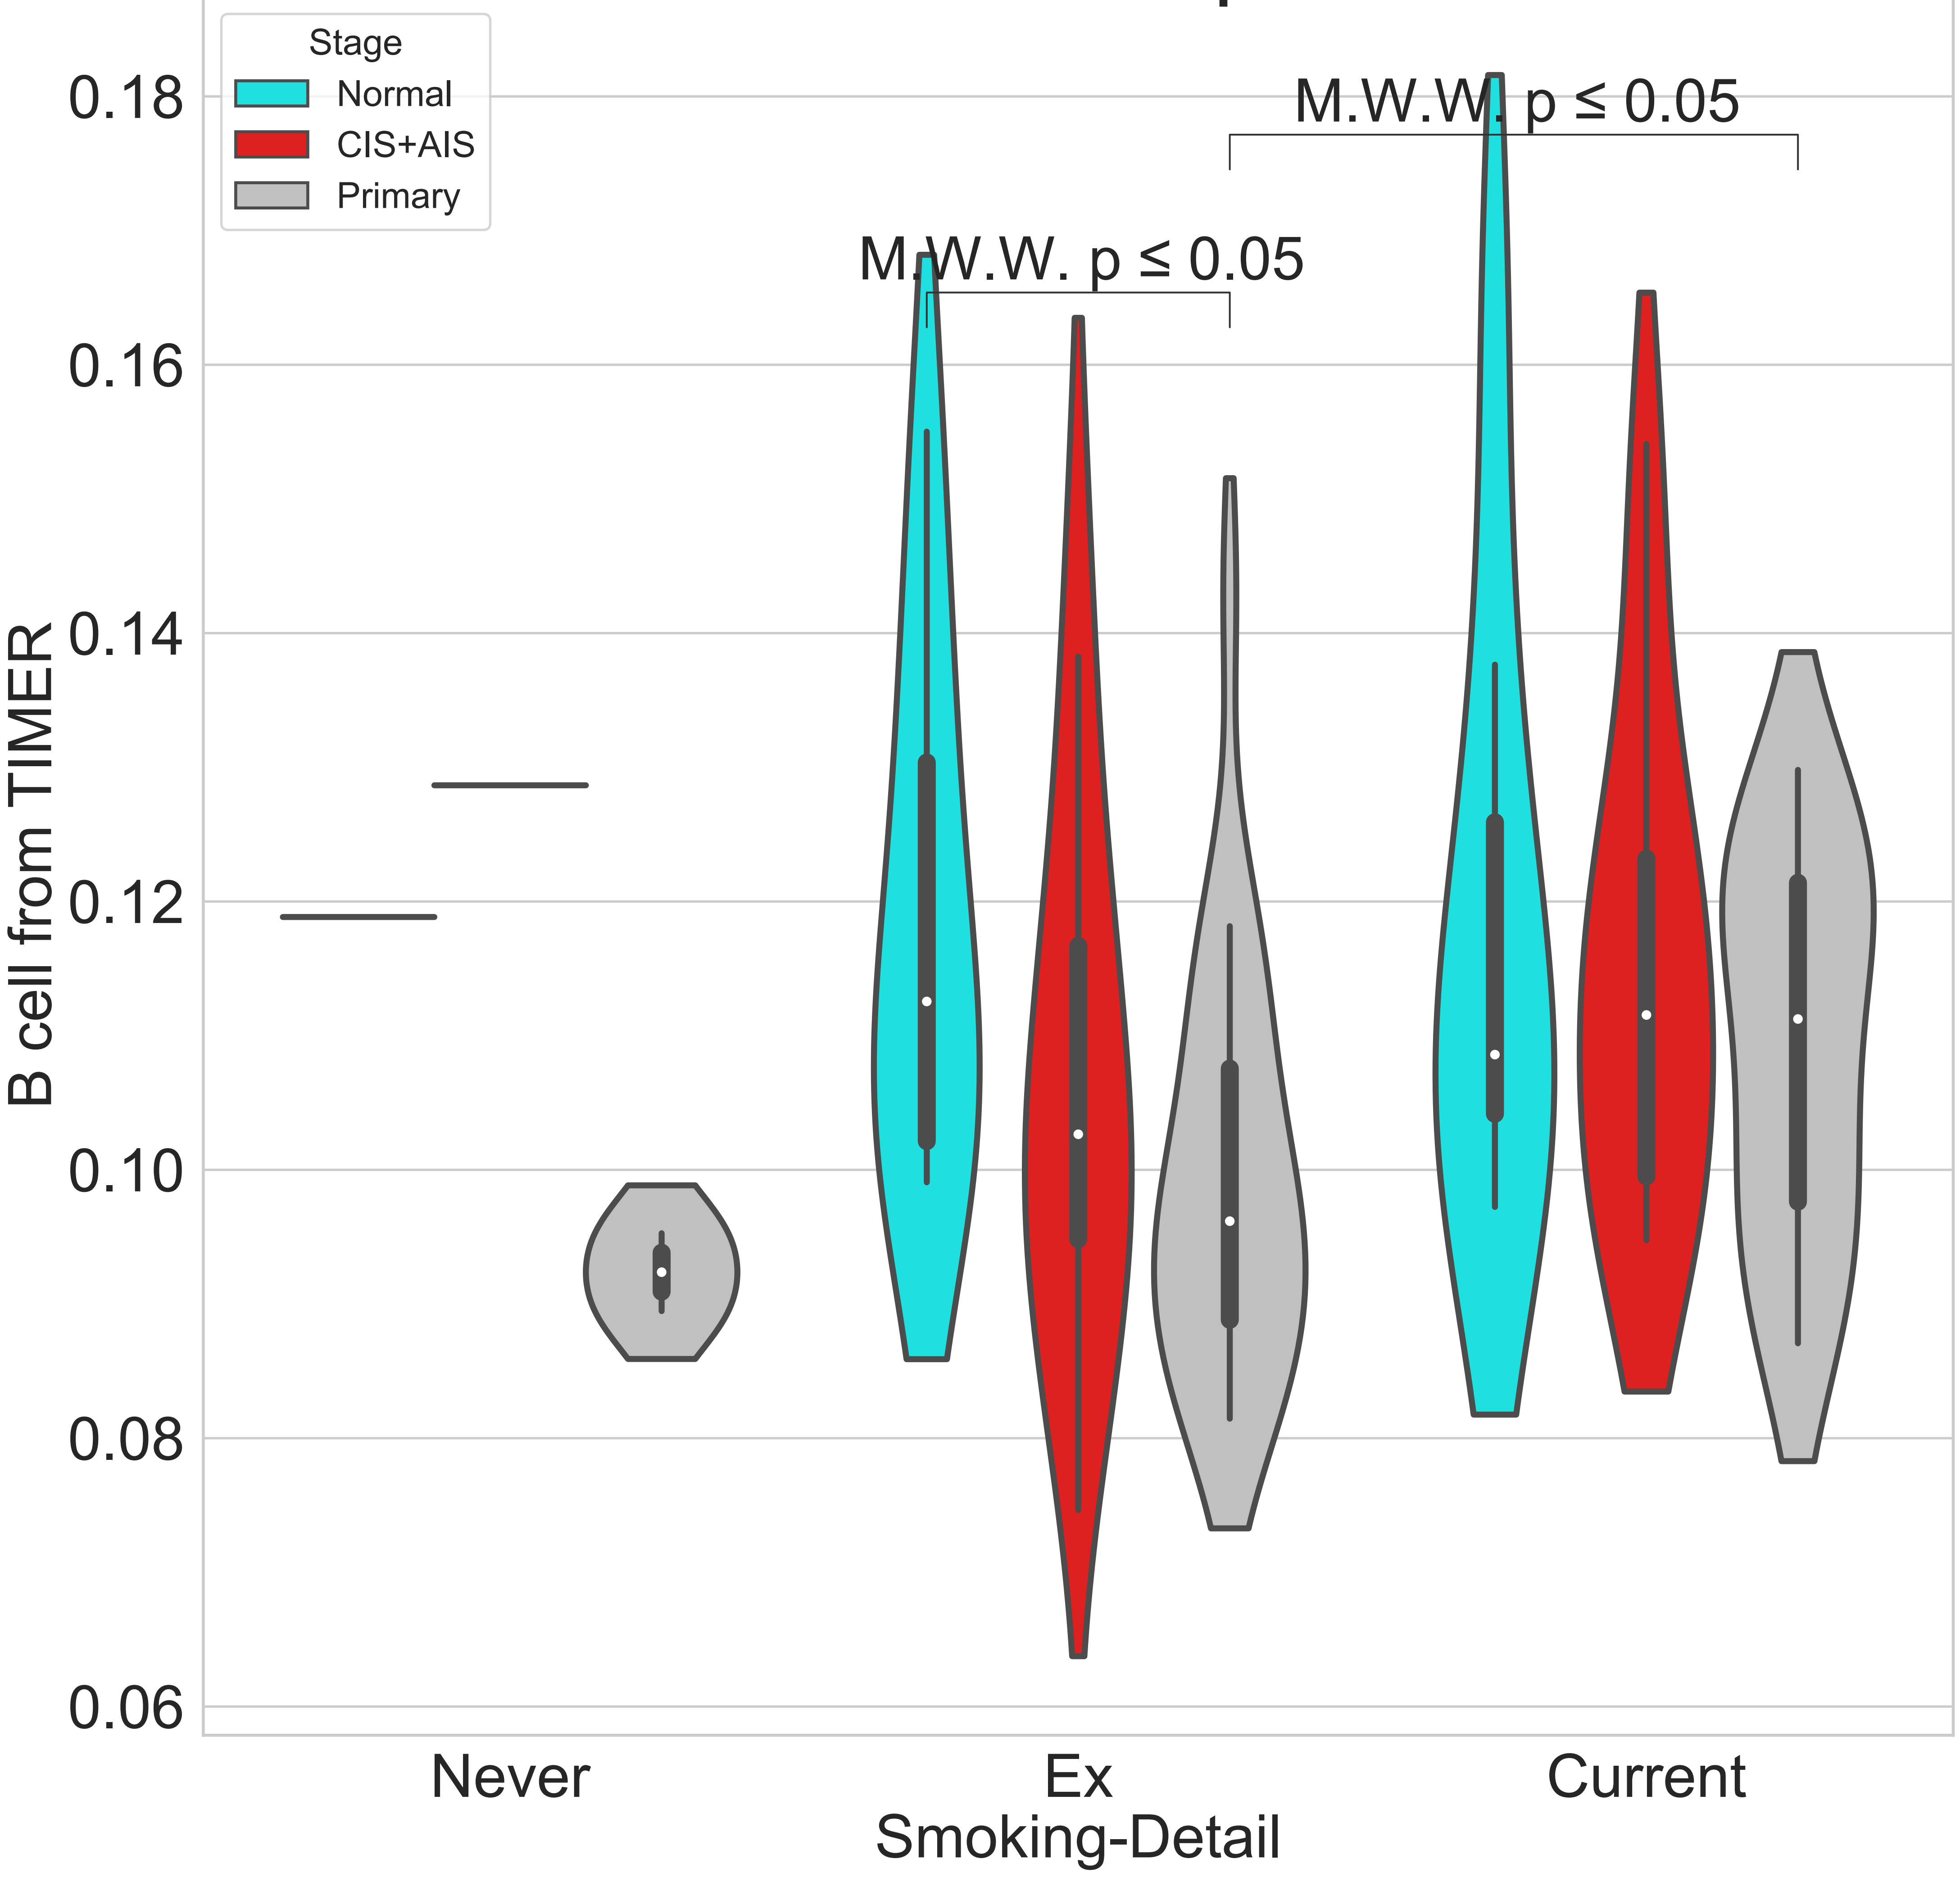 Stage
Normal
CIS+AIS
Primary
M.W.W. p ≤ 0.05
M.W.W. p ≤ 0.05
0.18
0.16
0.14
0.12
0.10
0.08
0.06
B cell from TIMER
Never
Ex
Current
Smoking-Detail